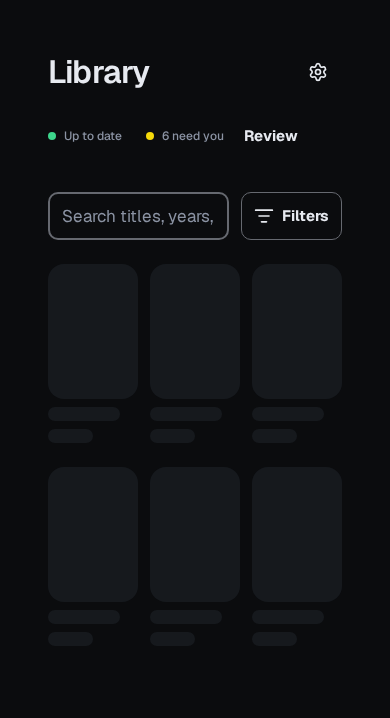 Library
Up to date
6 need you
Review
Search titles, years,
Filters